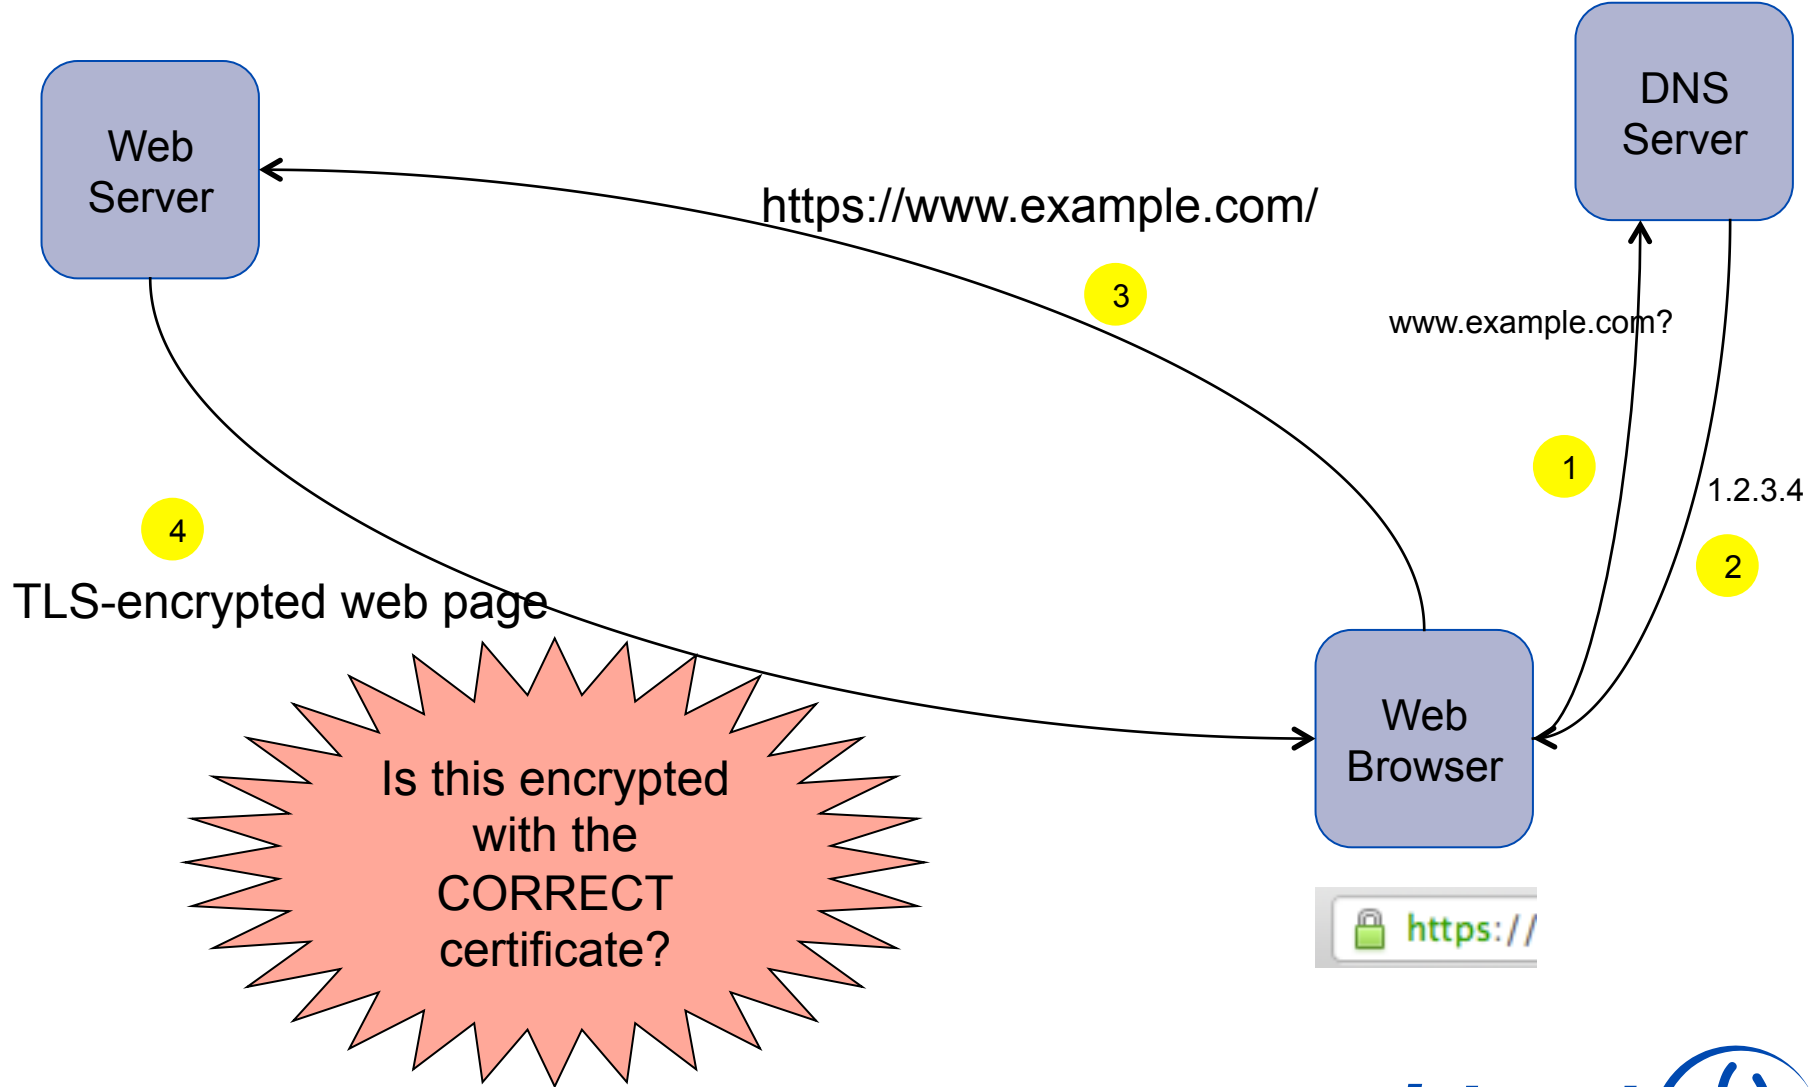 DNS
Server
Web
Server
https://www.example.com/
3
www.example.com?
1
1.2.3.4
2
4
TLS-encrypted web page
Web
Browser
Is this encrypted
with the
CORRECT
certificate?
https://